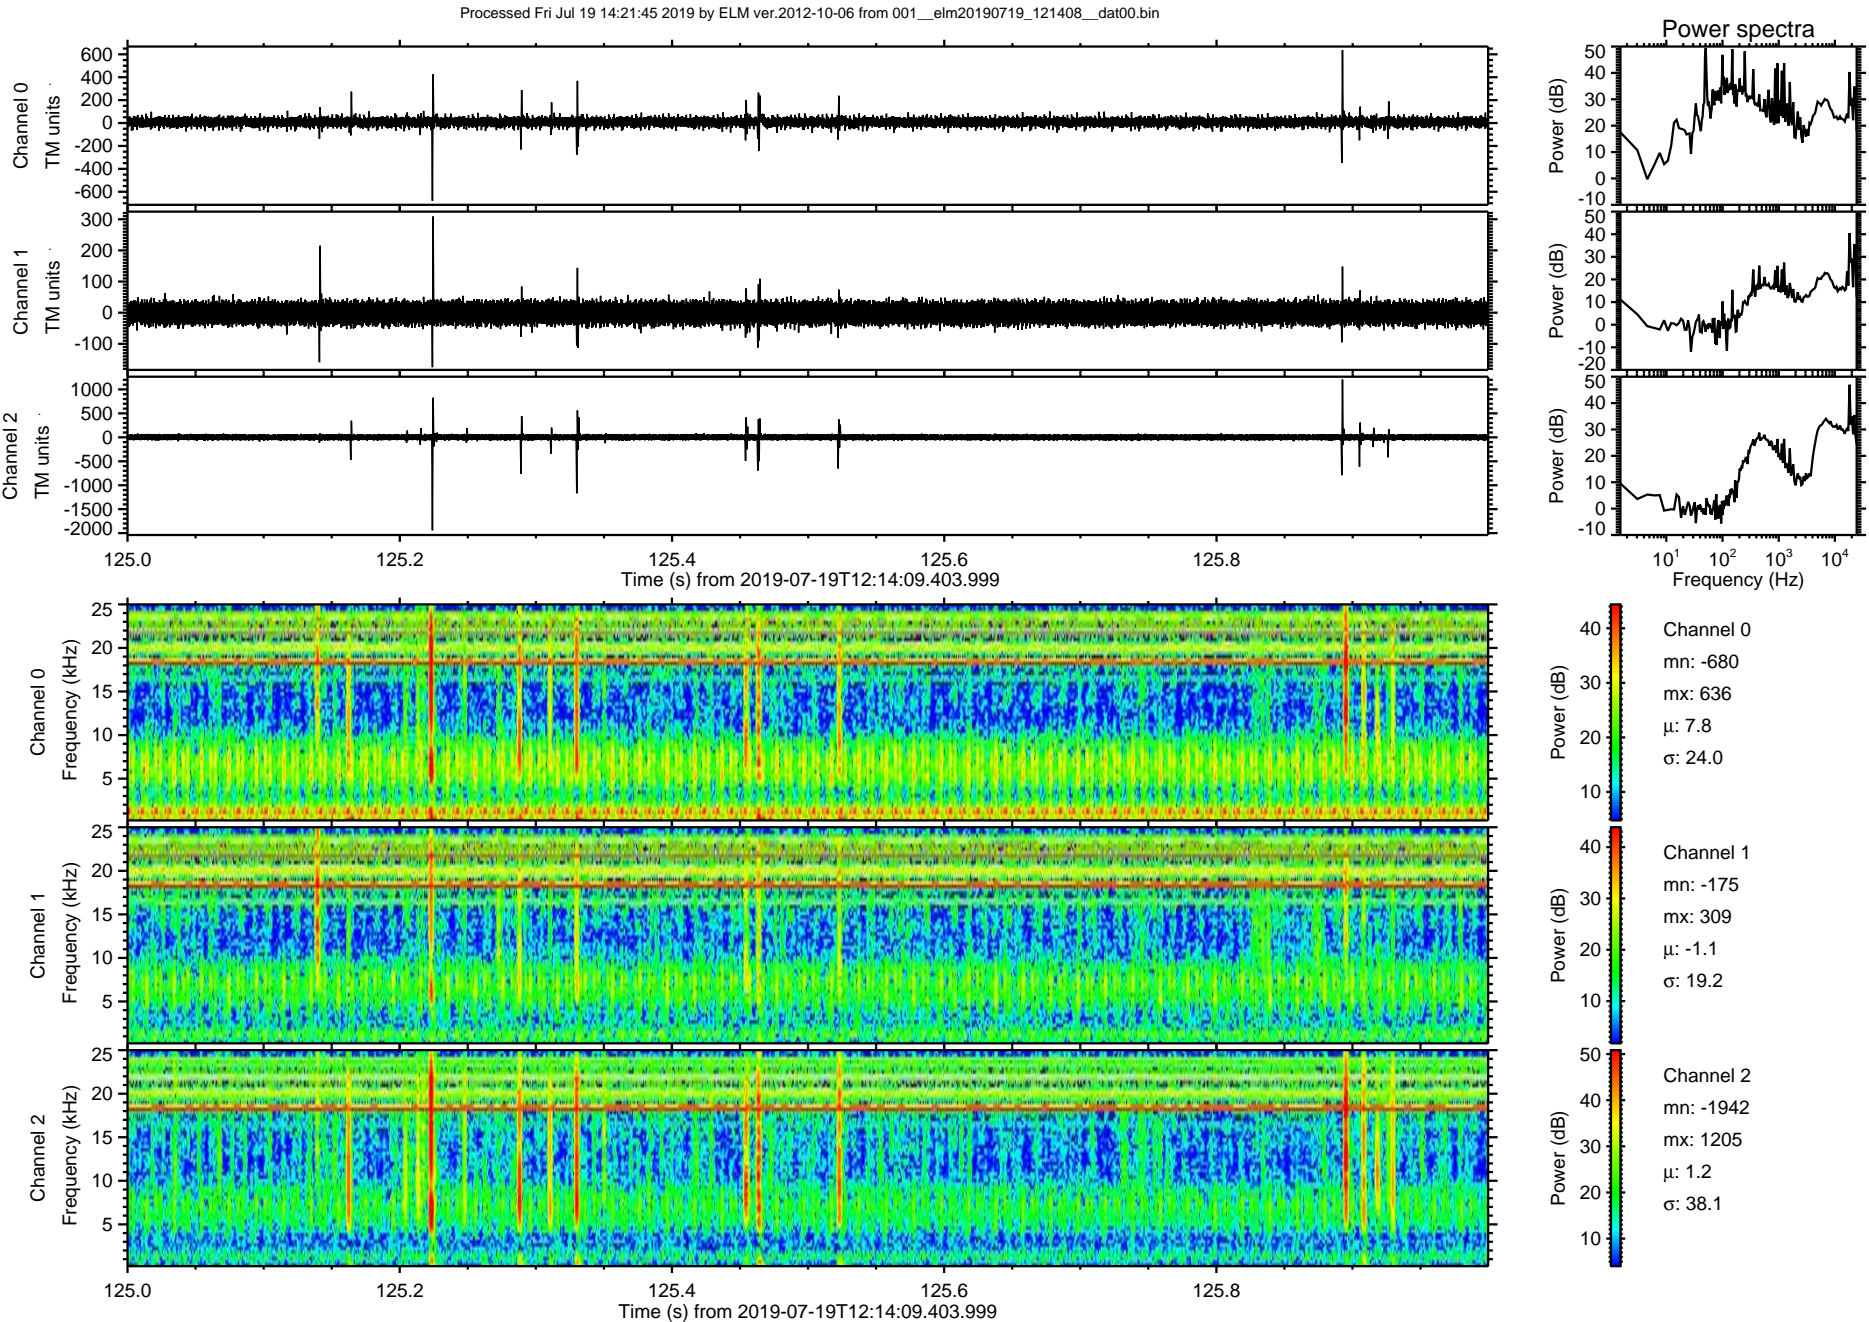 Processed Fri Jul 19 14:21:45 2019 by ELM ver.2012-10-06 from 001__elm20190719_121408__dat00.bin
Power spectra
Channel 0
TM units
600
400
200
0
-200
-400
-600
Power (dB)
50
40
30
20
10
0
-10
Channel 1
TM units
300
200
100
0
-100
Power (dB)
50
40
30
20
10
0
-10
-20
Channel 2
TM units
1000
500
0
-500
-1000
-1500
-2000
Power (dB)
50
40
30
20
10
0
-10
125.0 125.2 125.4 125.6 125.8
Time (s) from 2019-07-19T12:14:09.403.999
10^1 10^2 10^3 10^4
Frequency (Hz)
Channel 0
Frequency (kHz)
25
20
15
10
5
Power (dB)
40
30
20
10
Channel 0
mn: -680
mx: 636
μ: 7.8
σ: 24.0
Channel 1
Frequency (kHz)
25
20
15
10
5
Power (dB)
40
30
20
10
Channel 1
mn: -175
mx: 309
μ: -1.1
σ: 19.2
Channel 2
Frequency (kHz)
25
20
15
10
5
Power (dB)
50
40
30
20
10
Channel 2
mn: -1942
mx: 1205
μ: 1.2
σ: 38.1
125.0 125.2 125.4 125.6 125.8
Time (s) from 2019-07-19T12:14:09.403.999